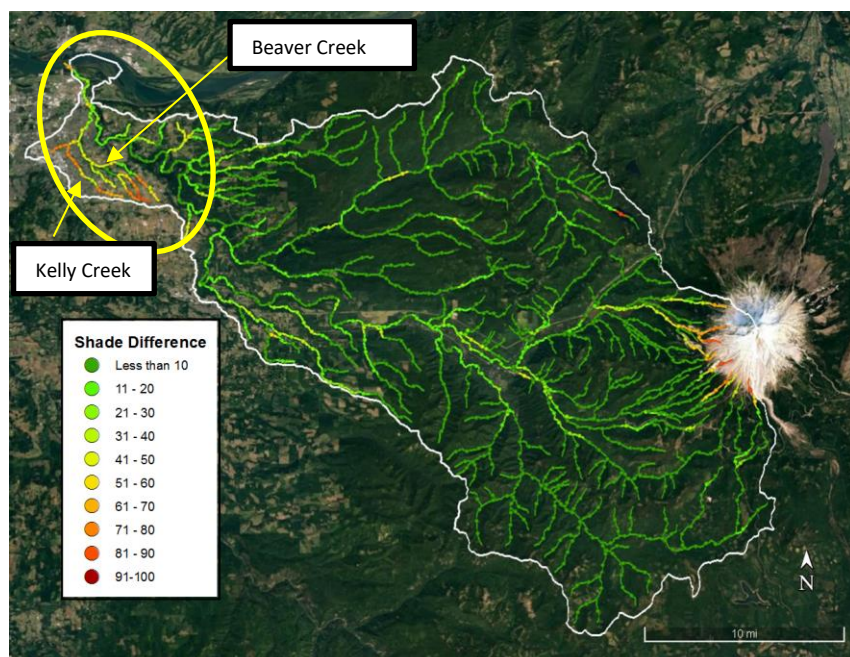 Beaver Creek
Kelly Creek
Shade Difference
Less than 10
11 - 20
21 - 30
31 - 40
41 - 50
51 - 60
61 - 70
71 - 80
81 - 90
91-100
N
10 mi